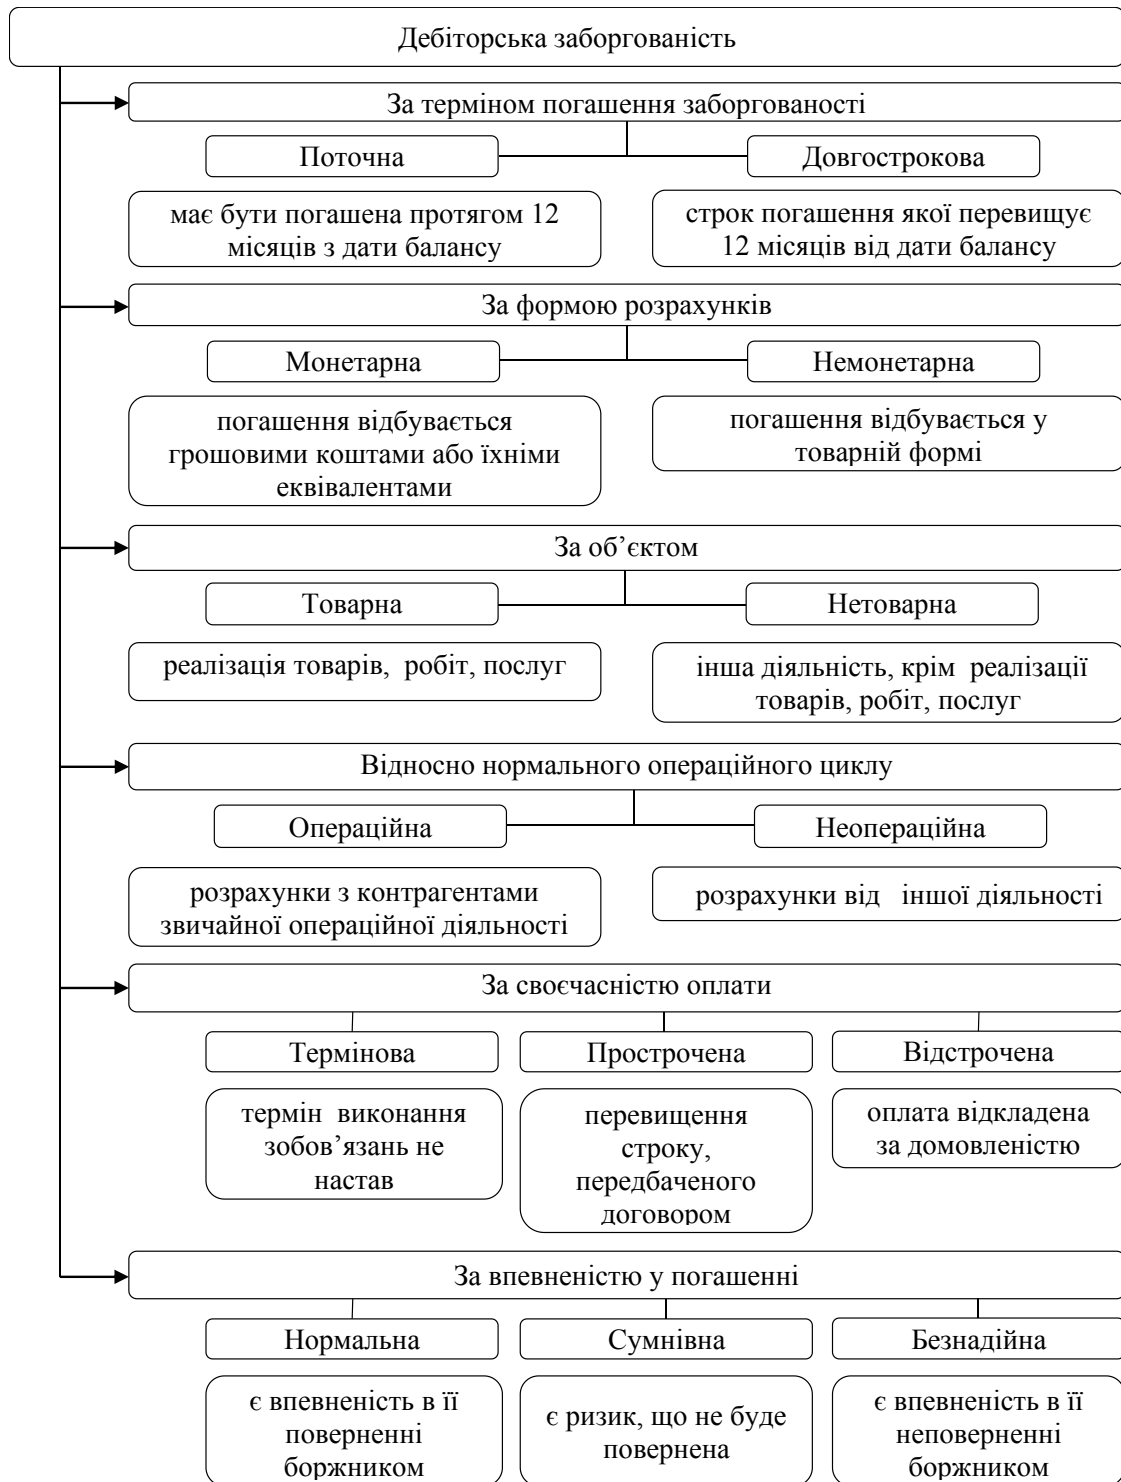 Дебіторська заборгованість
За терміном погашення заборгованості
Поточна
Довгострокова
має бути погашена протягом 12
місяців з дати балансу
строк погашення якої перевищує
12 місяців від дати балансу
За формою розрахунків
Монетарна
Немонетарна
погашення відбувається
грошовими коштами або їхніми
еквівалентами
погашення відбувається у
товарній формі
За об’єктом
Товарна
Нетоварна
реалізація товарів, робіт, послуг
інша діяльність, крім реалізації
товарів, робіт, послуг
Відносно нормального операційного циклу
Операційна
Неопераційна
розрахунки з контрагентами
звичайної операційної діяльності
розрахунки від іншої діяльності
За своєчасністю оплати
Термінова
Прострочена
Відстрочена
термін виконання
зобов’язань не
настав
перевищення
строку,
передбаченого
договором
оплата відкладена
за домовленістю
За впевненістю у погашенні
Нормальна
Сумнівна
Безнадійна
є впевненість в її
поверненні
боржником
є ризик, що не буде
повернена
є впевненість в її
неповерненні
боржником